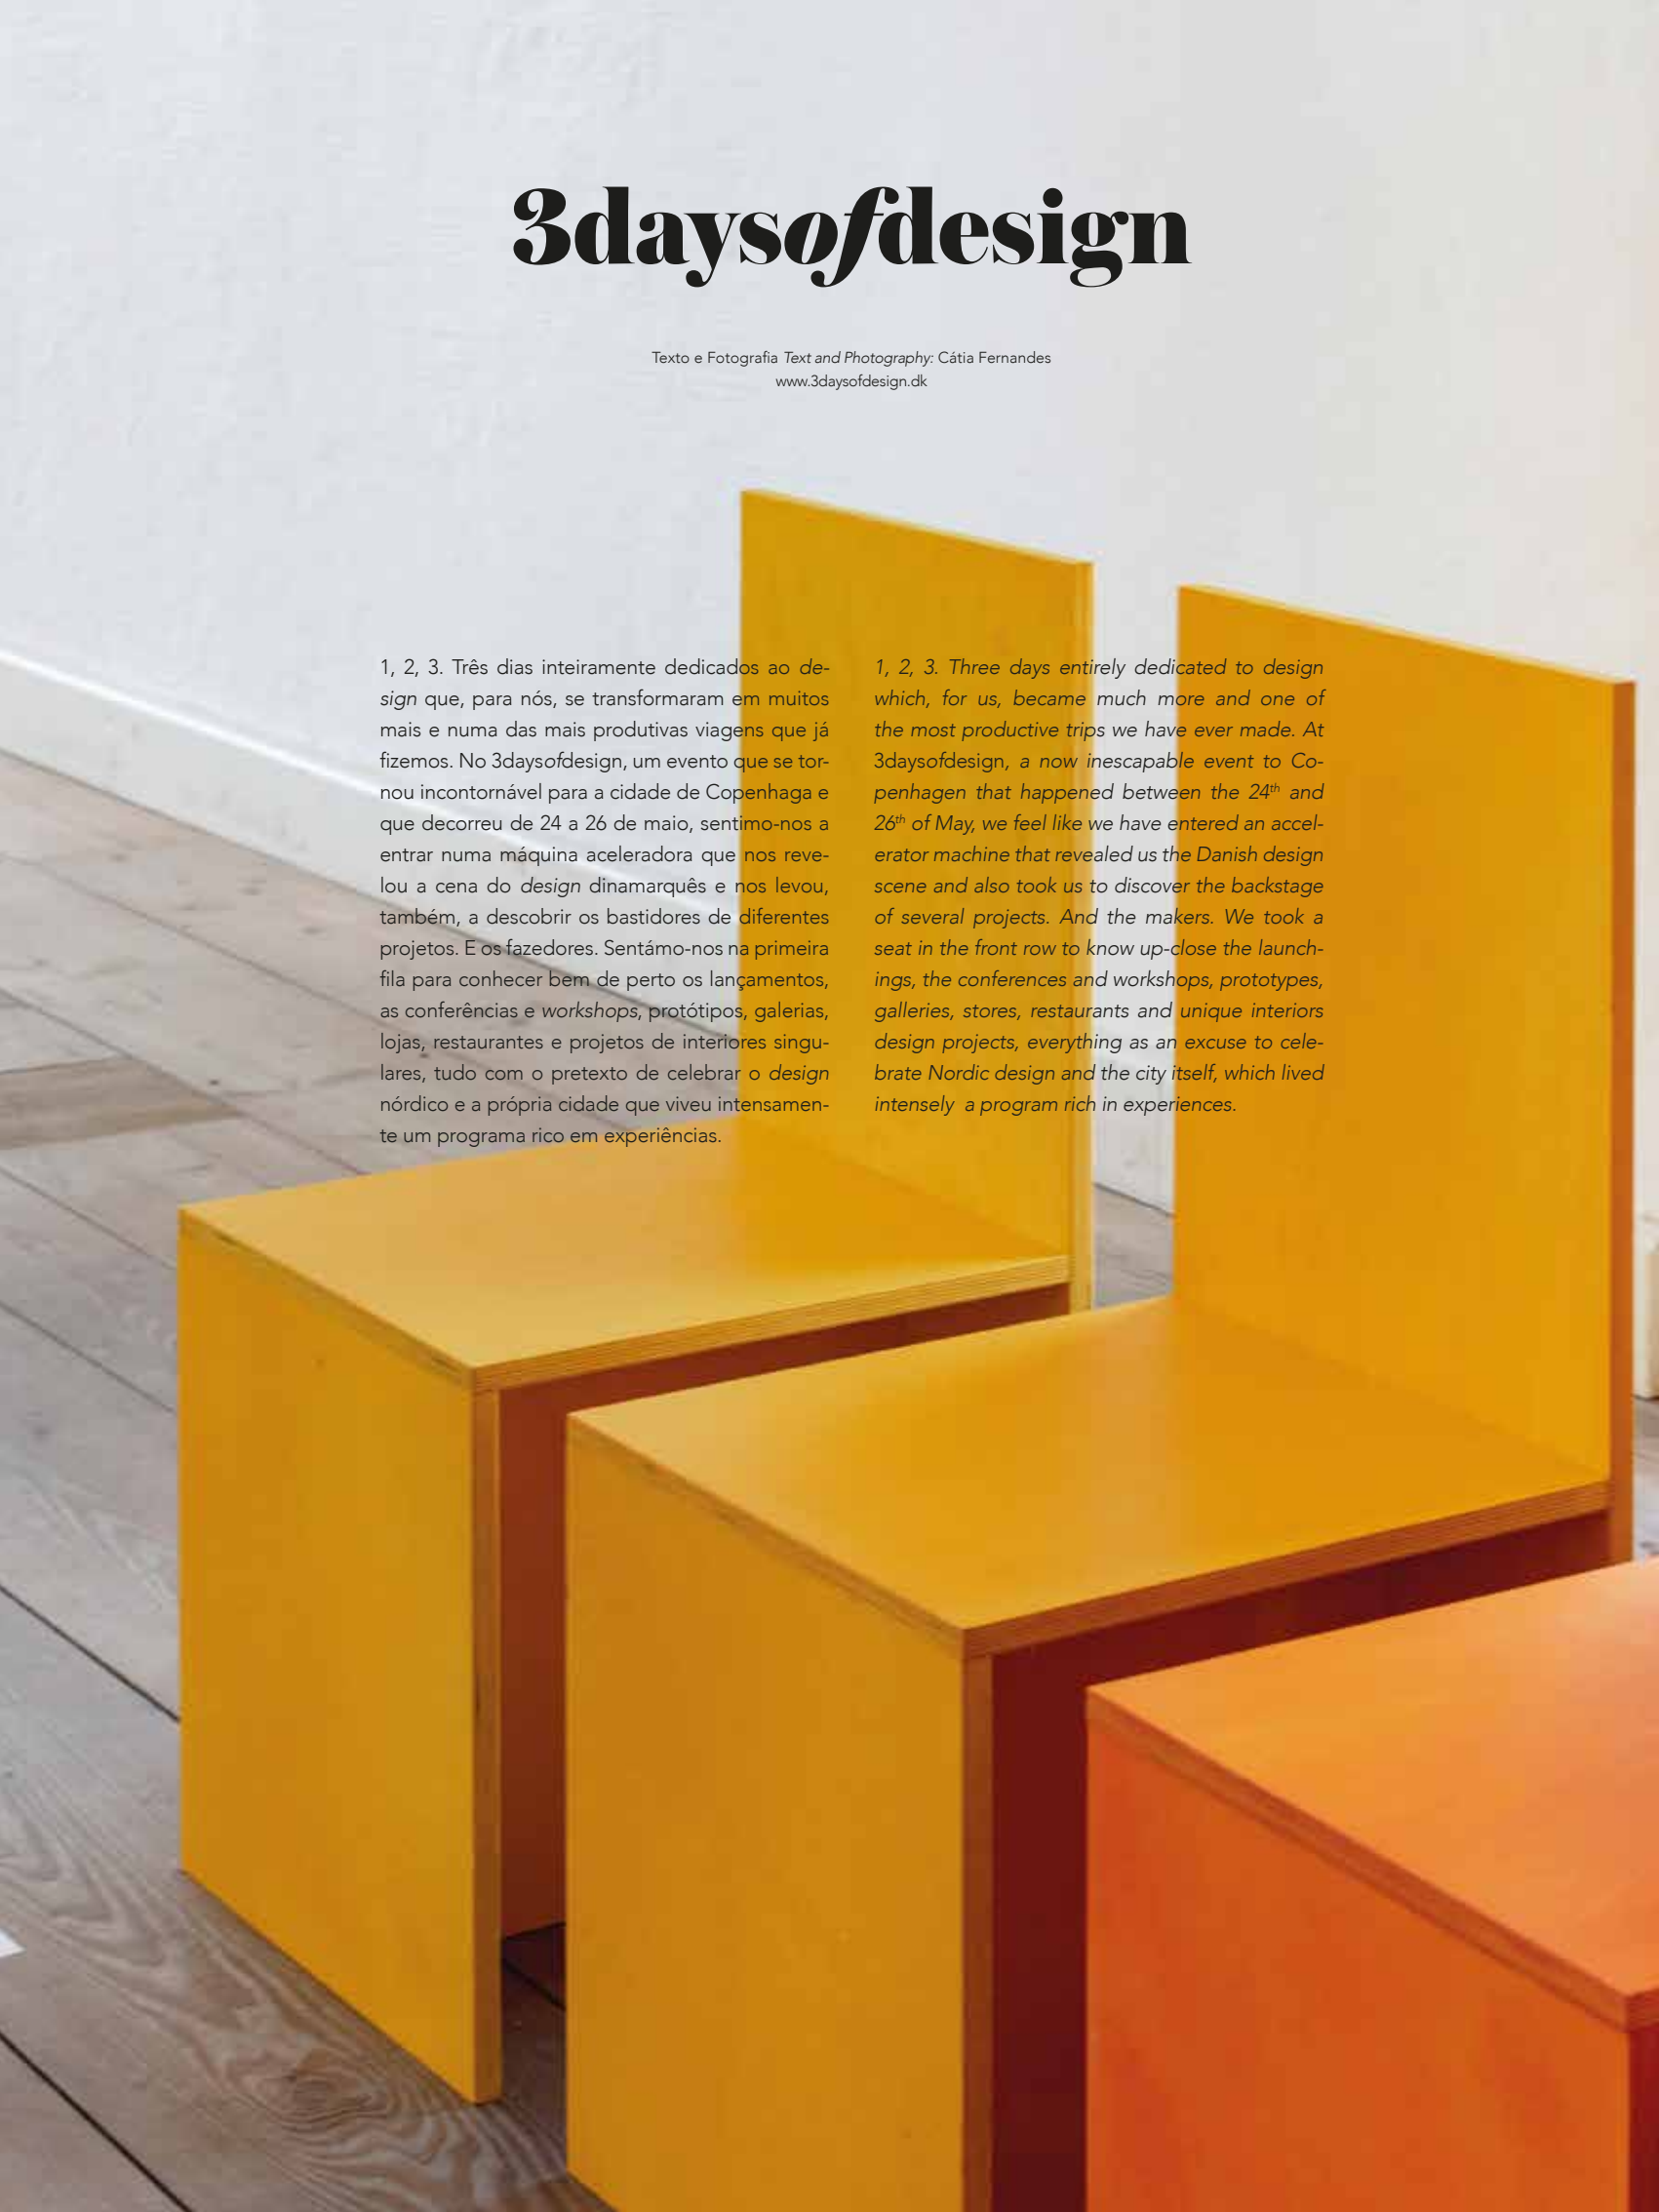 3daysofdesign
Texto e Fotografia Text and Photography: Cátia Fernandes
www.3daysofdesign.dk
1, 2, 3. Três dias inteiramente dedicados ao de-
sign que, para nós, se transformaram em muitos
mais e numa das mais produtivas viagens que já
fizemos. No 3daysofdesign, um evento que se tor-
nou incontornável para a cidade de Copenhaga e
que decorreu de 24 a 26 de maio, sentimo-nos a
entrar numa máquina aceleradora que nos reve-
lou a cena do design dinamarquês e nos levou,
também, a descobrir os bastidores de diferentes
projetos. E os fazedores. Sentámo-nos na primeira
fila para conhecer bem de perto os lançamentos,
as conferências e workshops, protótipos, galerias,
lojas, restaurantes e projetos de interiores singu-
lares, tudo com o pretexto de celebrar o design
nórdico e a própria cidade que viveu intensamen-
te um programa rico em experiências.
1, 2, 3. Three days entirely dedicated to design
which, for us, became much more and one of
the most productive trips we have ever made. At
3daysofdesign, a now inescapable event to Co-
penhagen that happened between the 24th and
26th of May, we feel like we have entered an accel-
erator machine that revealed us the Danish design
scene and also took us to discover the backstage
of several projects. And the makers. We took a
seat in the front row to know up-close the launch-
ings, the conferences and workshops, prototypes,
galleries, stores, restaurants and unique interiors
design projects, everything as an excuse to cele-
brate Nordic design and the city itself, which lived
intensely a program rich in experiences.